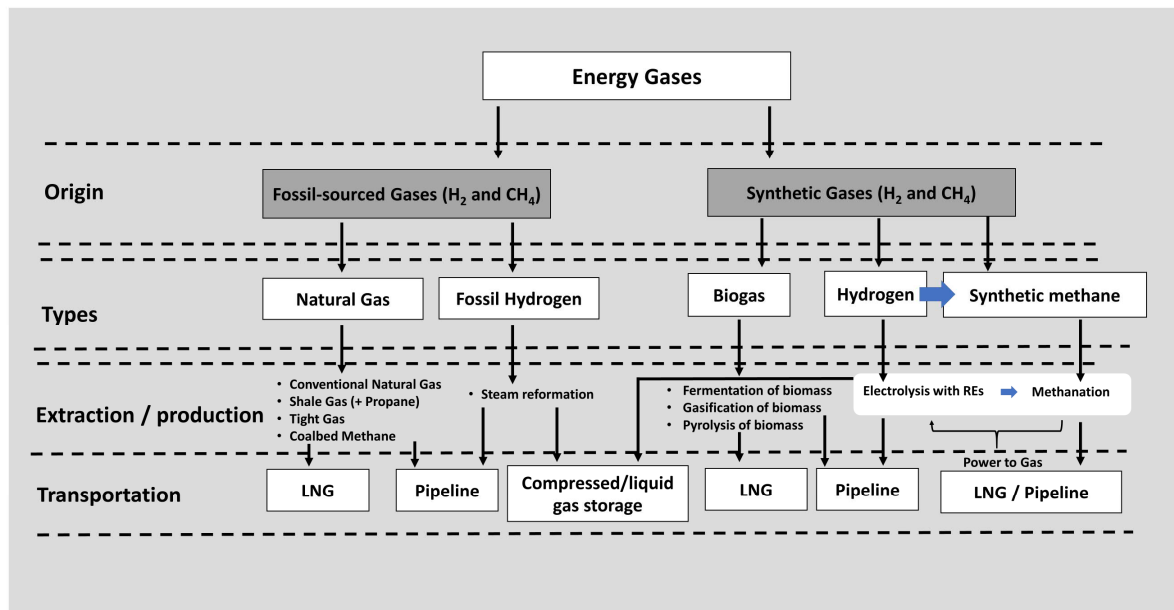 Energy Gases
Origin
Fossil-sourced Gases (H₂ and CH₄)
Synthetic Gases (H₂ and CH₄)
Types
Natural Gas
Fossil Hydrogen
Biogas
Hydrogen
Synthetic methane
Extraction / production
• Conventional Natural Gas
• Shale Gas (+ Propane)
• Tight Gas
• Coalbed Methane
• Steam reformation
• Fermentation of biomass
• Gasification of biomass
• Pyrolysis of biomass
Electrolysis with REs
Methanation
Power to Gas
Transportation
LNG
Pipeline
Compressed/liquid
gas storage
LNG
Pipeline
LNG / Pipeline